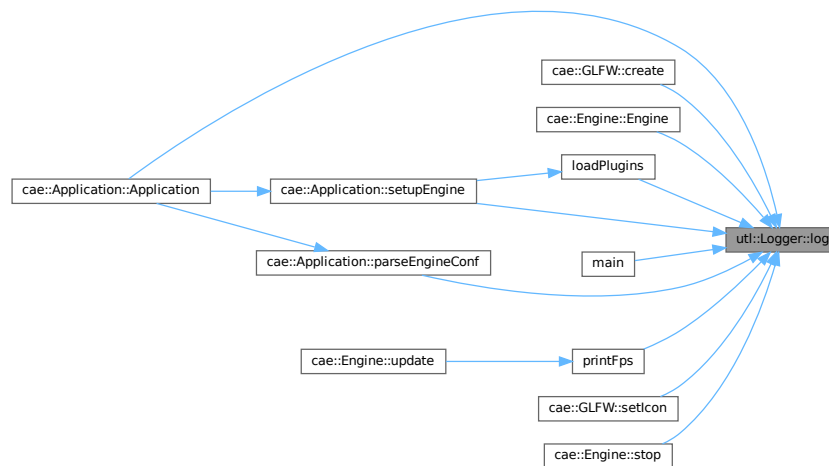 cae::GLFW::create
cae::Engine::Engine
loadPlugins
cae::Application::Application
cae::Application::setupEngine
utl::Logger::log
cae::Application::parseEngineConf
main
cae::Engine::update
printFps
cae::GLFW::setIcon
cae::Engine::stop